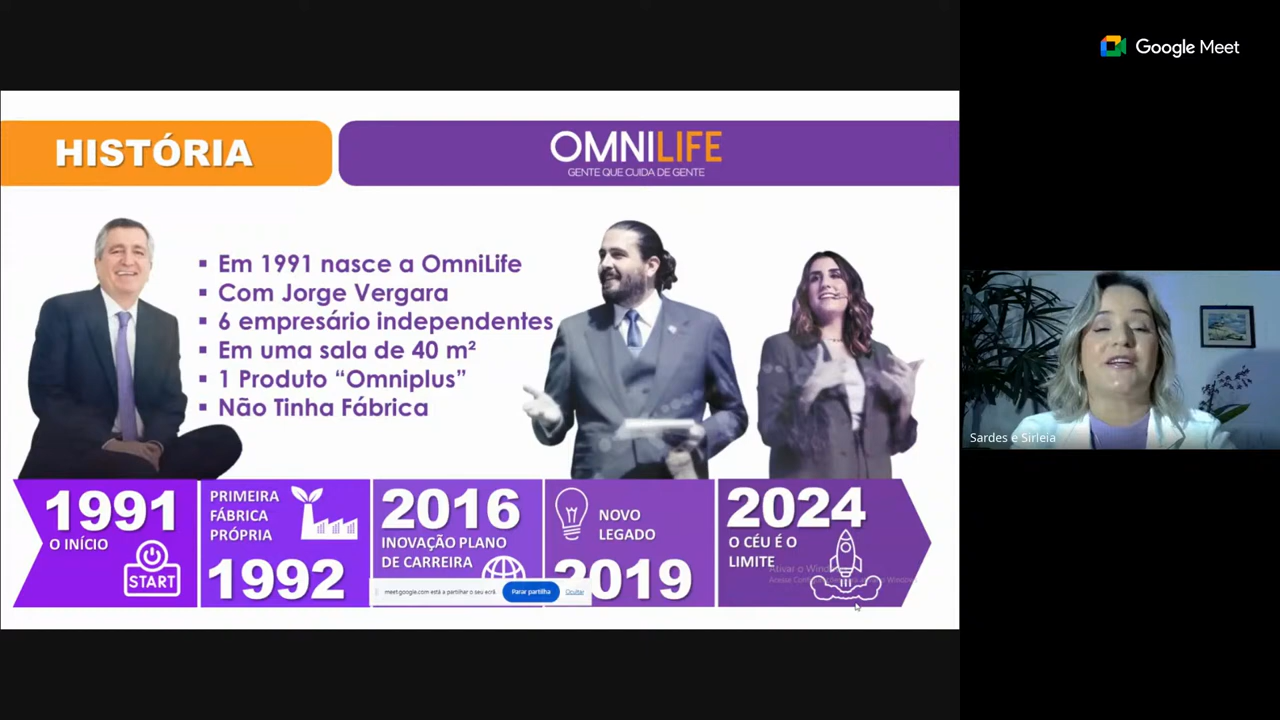 Google Meet
HISTÓRIA
OMNILIFE
GENTE QUE CUIDA DE GENTE
▪ Em 1991 nasce a OmniLife
▪ Com Jorge Vergara
▪ 6 empresário independentes
▪ Em uma sala de 40 m²
▪ 1 Produto “Omniplus”
▪ Não Tinha Fábrica
1991
O INÍCIO
START
PRIMEIRA
FÁBRICA
PRÓPRIA
1992
2016
INOVAÇÃO PLANO
DE CARREIRA
NOVO
LEGADO
2019
2024
O CÉU É O
LIMITE
Ativar o Windows
meet.google.com está a partilhar o seu ecrã.
Parar partilha
Ocultar
Sardes e Sirleia